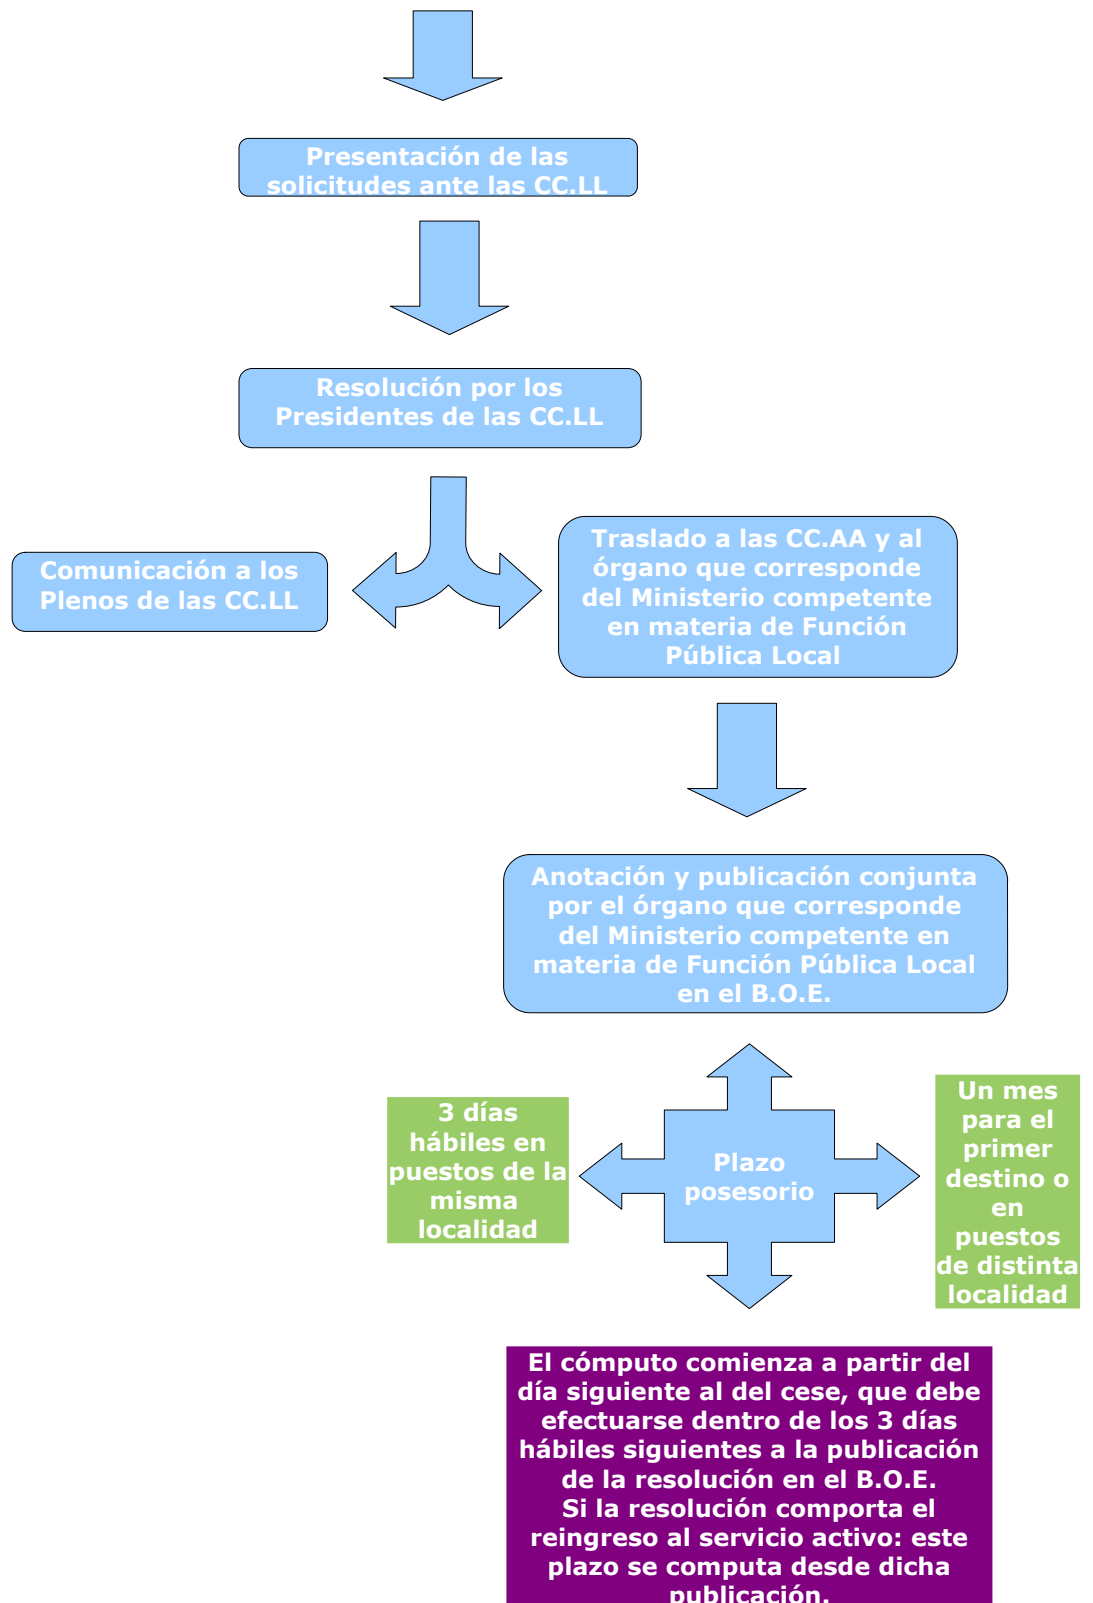 Presentación de las
solicitudes ante las CC.LL
Resolución por los
Presidentes de las CC.LL
Comunicación a los
Plenos de las CC.LL
Traslado a las CC.AA y al
órgano que corresponde
del Ministerio competente
en materia de Función
Pública Local
Anotación y publicación conjunta
por el órgano que corresponde
del Ministerio competente en
materia de Función Pública Local
en el B.O.E.
3 días
hábiles en
puestos de la
misma
localidad
Plazo
posesorio
Un mes
para el
primer
destino o
en
puestos
de distinta
localidad
El cómputo comienza a partir del
día siguiente al del cese, que debe
efectuarse dentro de los 3 días
hábiles siguientes a la publicación
de la resolución en el B.O.E.
Si la resolución comporta el
reingreso al servicio activo: este
plazo se computa desde dicha
publicación.